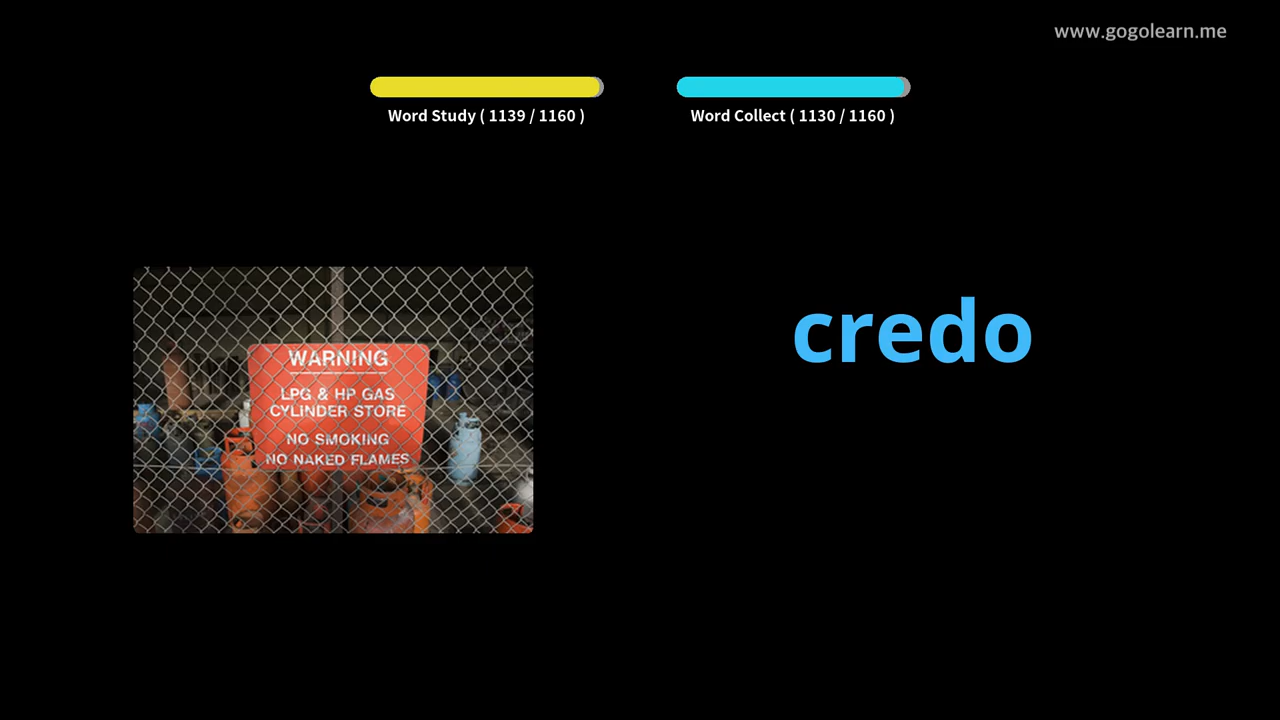 www.gogolearn.me
Word Study ( 1139 / 1160 )
Word Collect ( 1130 / 1160 )
WARNING
LPG & HP GAS
CYLINDER STORE
NO SMOKING
NO NAKED FLAMES
credo